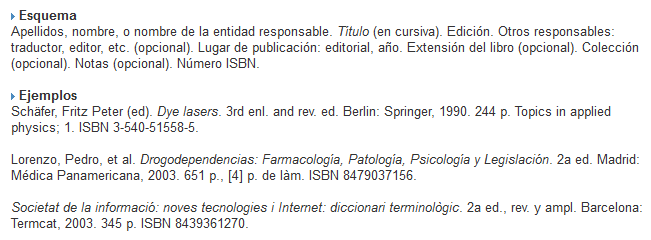 Esquema
Apellidos, nombre, o nombre de la entidad responsable. Título (en cursiva). Edición. Otros responsables:
traductor, editor, etc. (opcional). Lugar de publicación: editorial, año. Extensión del libro (opcional). Colección
(opcional). Notas (opcional). Número ISBN.
Ejemplos
Schäfer, Fritz Peter (ed). Dye lasers. 3rd enl. and rev. ed. Berlin: Springer, 1990. 244 p. Topics in applied
physics; 1. ISBN 3-540-51558-5.
Lorenzo, Pedro, et al. Drogodependencias: Farmacología, Patología, Psicología y Legislación. 2a ed. Madrid:
Médica Panamericana, 2003. 651 p., [4] p. de làm. ISBN 8479037156.
Societat de la informació: noves tecnologies i Internet: diccionari terminològic. 2a ed., rev. y ampl. Barcelona:
Termcat, 2003. 345 p. ISBN 8439361270.